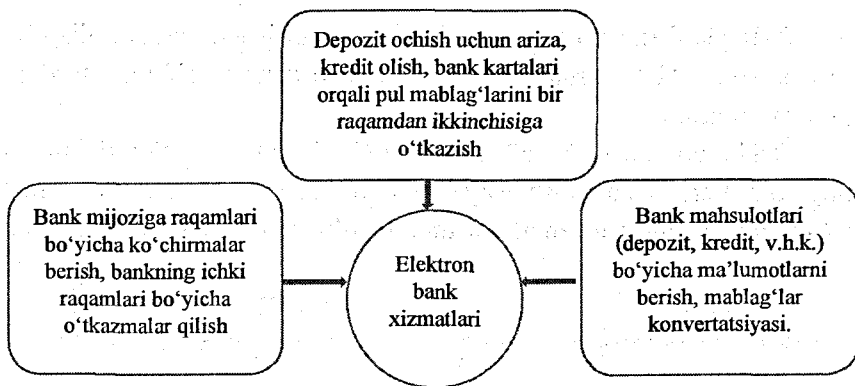 Depozit ochish uchun ariza,
kredit olish, bank kartalari
orqali pul mablag‘larini bir
raqamdan ikkinchisiga
o‘tkazish
Bank mijoziga raqamlari
bo‘yicha ko‘chirmalar
berish, bankning ichki
raqamlari bo‘yicha
o‘tkazmalar qilish
Elektron
bank
xizmatlari
Bank mahsulotlari
(depozit, kredit, v.h.k.)
bo‘yicha ma’lumotlarni
berish, mablag‘lar
konvertatsiyasi.